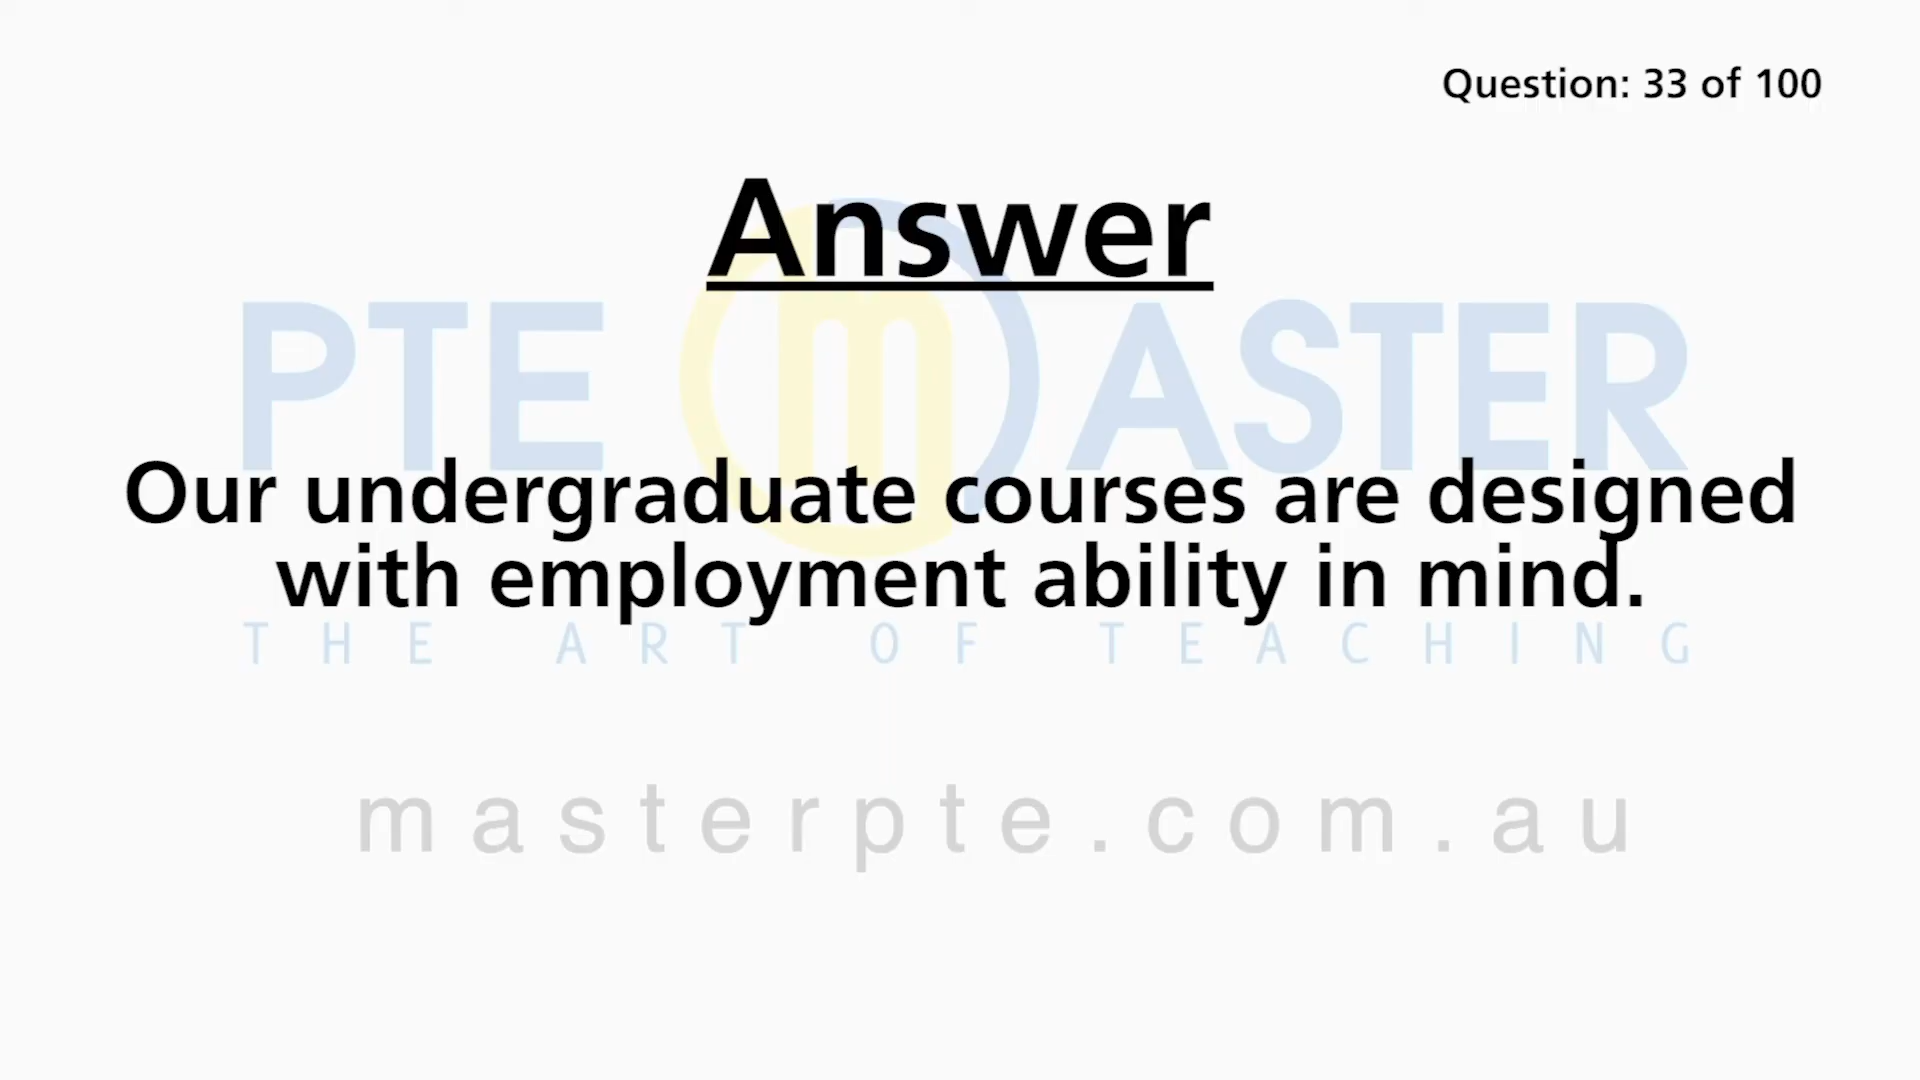 Question: 33 of 100
Answer
PTE mASTER
Our undergraduate courses are designed
with employment ability in mind.
THE ART OF TEACHING
masterpte.com.au